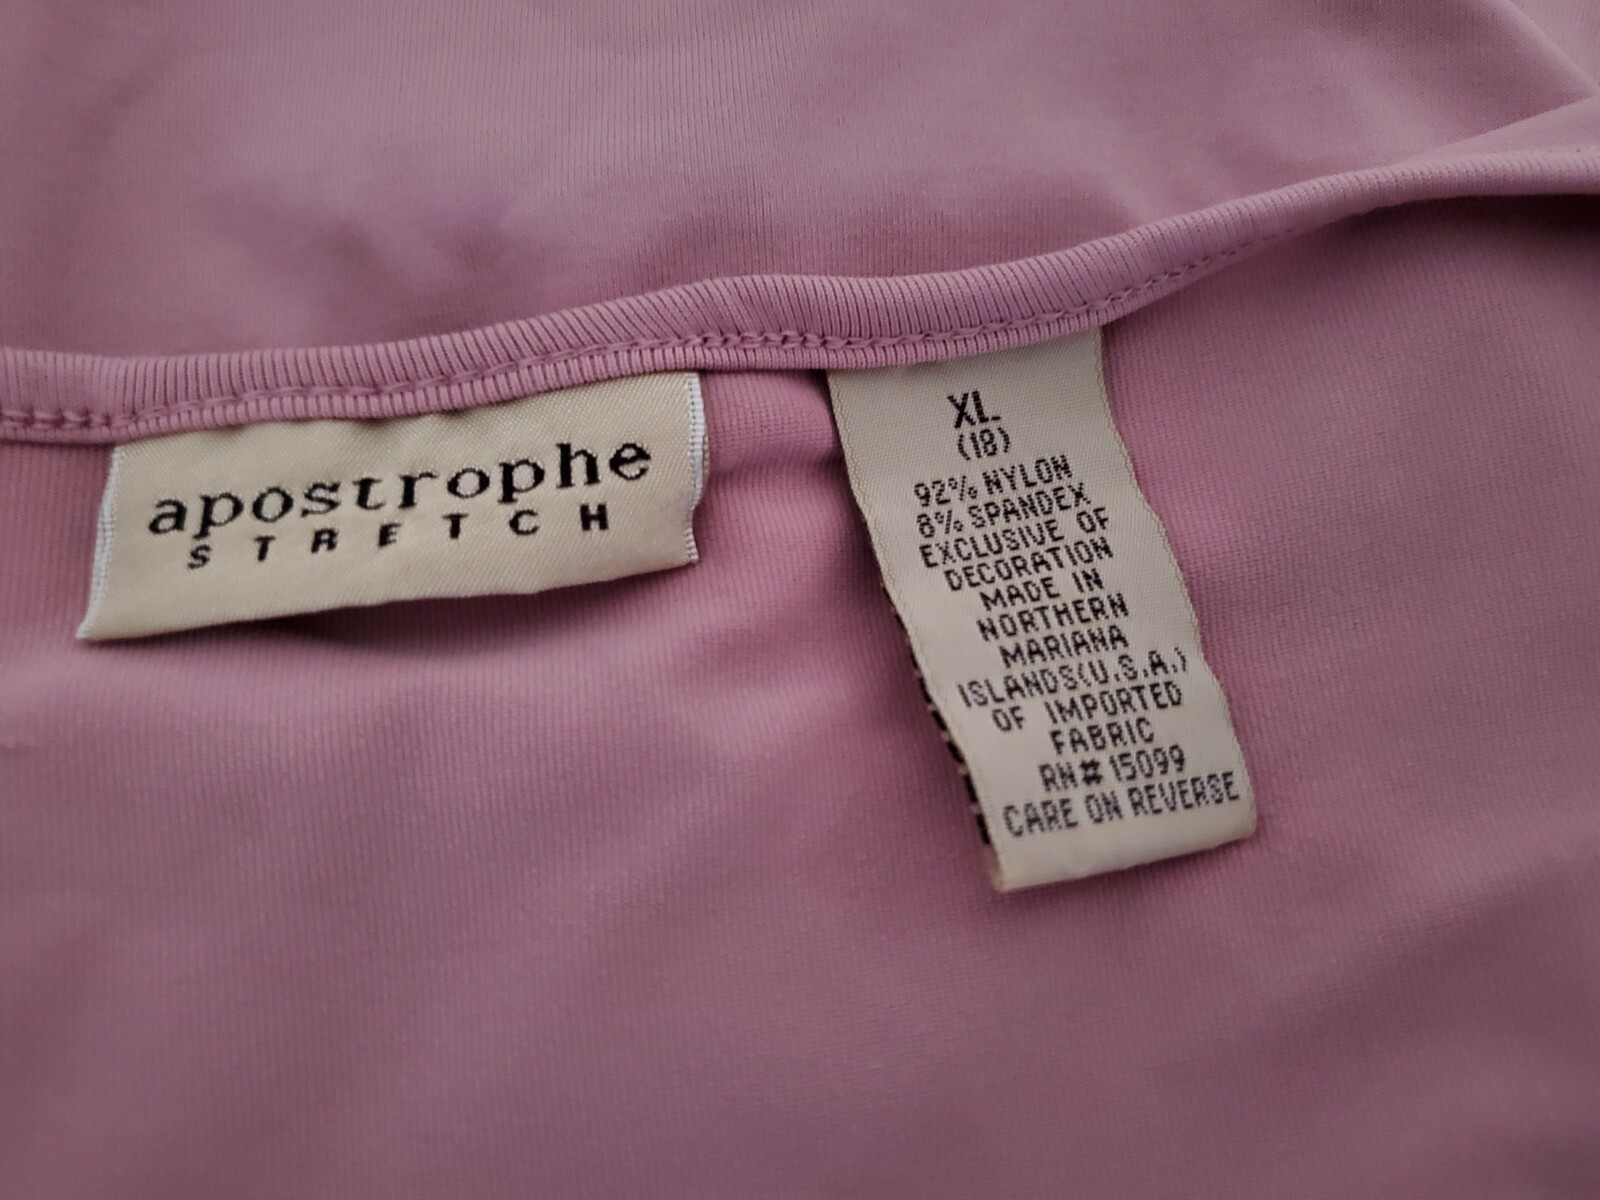 apostrophe
STRETCH
XL
(18)
92% NYLON
8% SPANDEX
EXCLUSIVE OF
DECORATION
MADE IN
NORTHERN
MARIANA
ISLANDS(U.S.A.)
OF IMPORTED
FABRIC
RN# 15099
CARE ON REVERSE